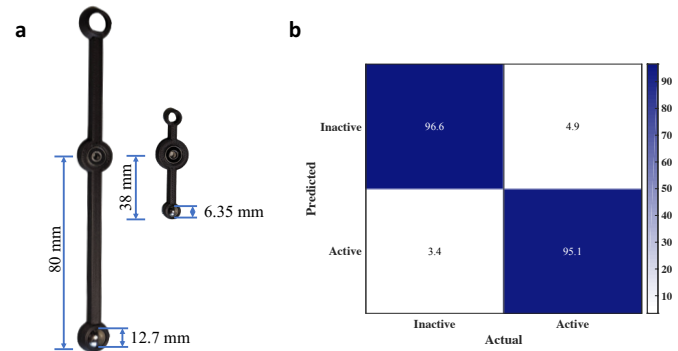 a
80 mm
38 mm
6.35 mm
12.7 mm
b
Predicted
Inactive
96.6
4.9
Active
3.4
95.1
Inactive
Active
Actual
90
80
70
60
50
40
30
20
10